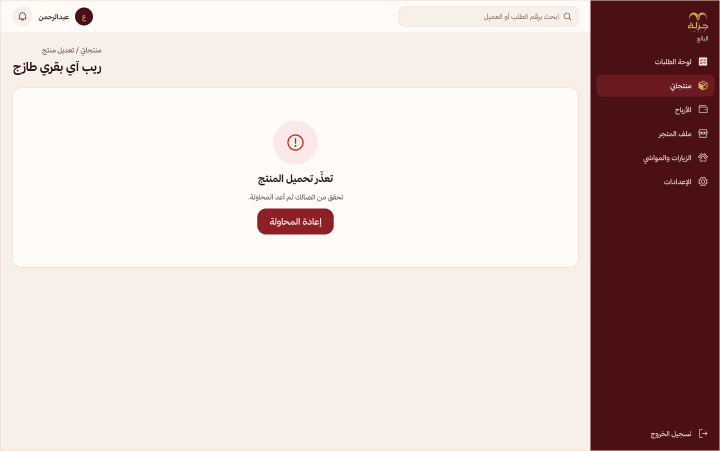 جزلة
البائع
لوحة الطلبات
منتجاتي
الأرباح
ملف المتجر
الزيارات والمواشي
الإعدادات
تسجيل الخروج
ابحث برقم الطلب أو العميل
ع
عبدالرحمن
منتجاتي / تعديل منتج
ريب آي بقري طازج
تعذّر تحميل المنتج
تحقق من اتصالك ثم أعد المحاولة.
إعادة المحاولة